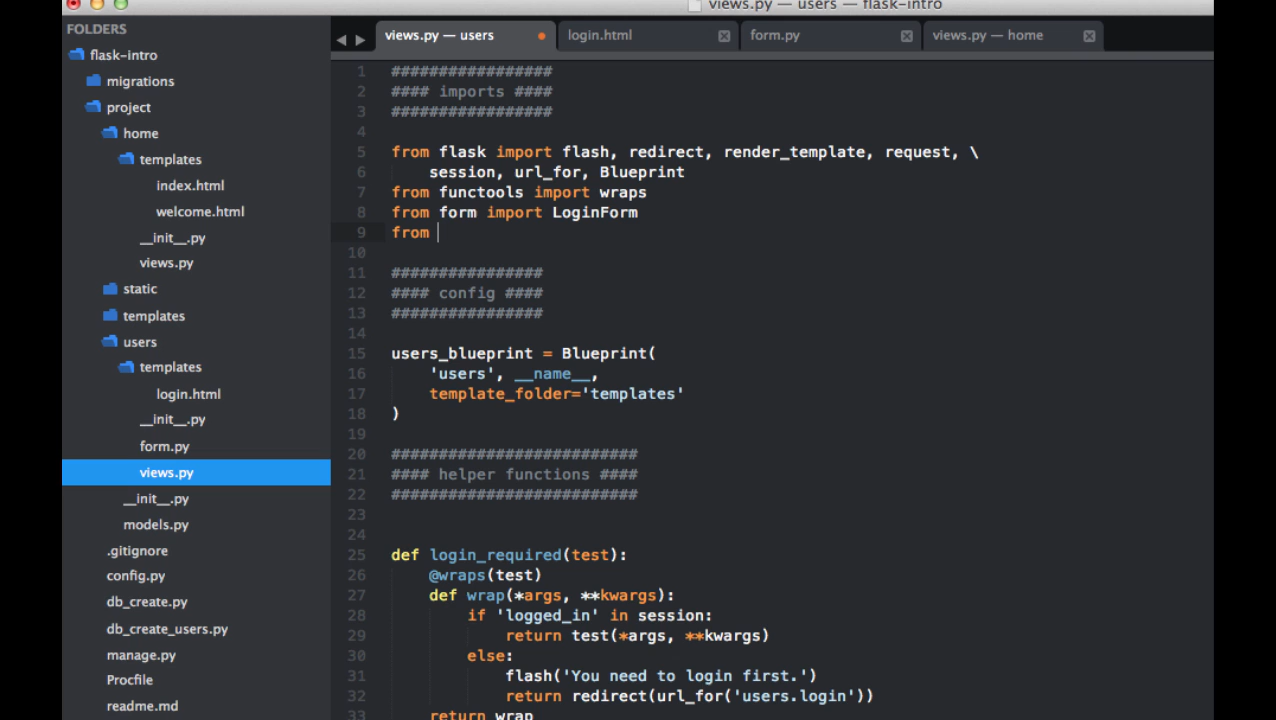 views.py — users — flask-intro
FOLDERS
flask-intro
migrations
project
home
templates
index.html
welcome.html
__init__.py
views.py
static
templates
users
templates
login.html
__init__.py
form.py
views.py
__init__.py
models.py
.gitignore
config.py
db_create.py
db_create_users.py
manage.py
Procfile
readme.md
views.py — users
login.html
form.py
views.py — home
1 #################
2 #### imports ####
3 #################
4
5 from flask import flash, redirect, render_template, request, \
6     session, url_for, Blueprint
7 from functools import wraps
8 from form import LoginForm
9 from
10
11 ################
12 #### config ####
13 ################
14
15 users_blueprint = Blueprint(
16     'users', __name__,
17     template_folder='templates'
18 )
19
20 ##########################
21 #### helper functions ####
22 ##########################
23
24
25 def login_required(test):
26     @wraps(test)
27     def wrap(*args, **kwargs):
28         if 'logged_in' in session:
29             return test(*args, **kwargs)
30         else:
31             flash('You need to login first.')
32             return redirect(url_for('users.login'))
33     return wrap